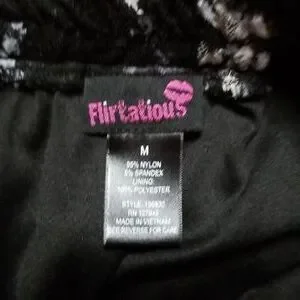 Flirtatious
M
95% NYLON
5% SPANDEX
LINING:
100% POLYESTER
MADE IN VIETNAM
SEE REVERSE FOR CARE